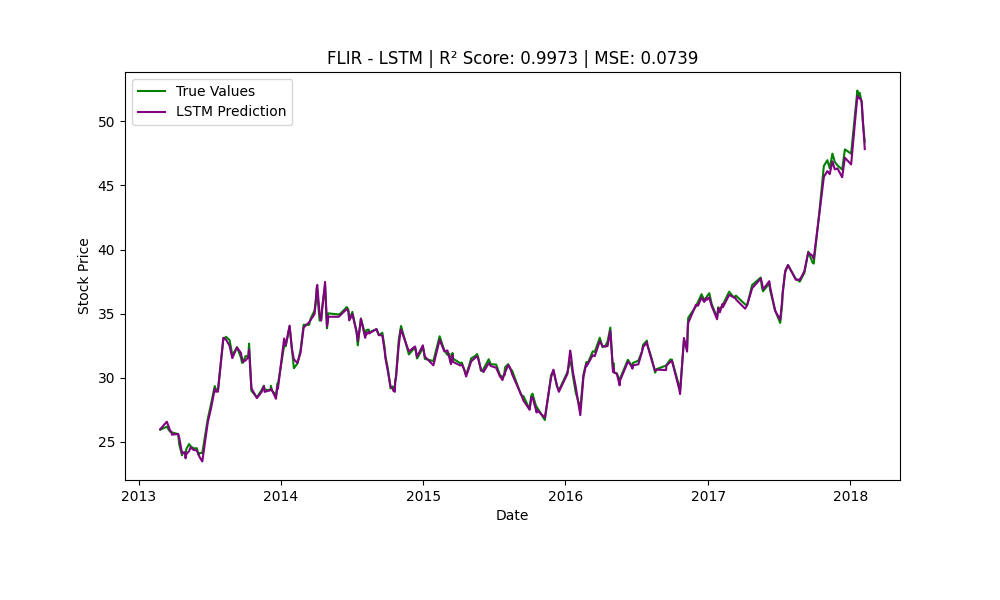 FLIR - LSTM | R² Score: 0.9973 | MSE: 0.0739
True Values
LSTM Prediction
50
45
40
35
30
25
Stock Price
2013 2014 2015 2016 2017 2018
Date